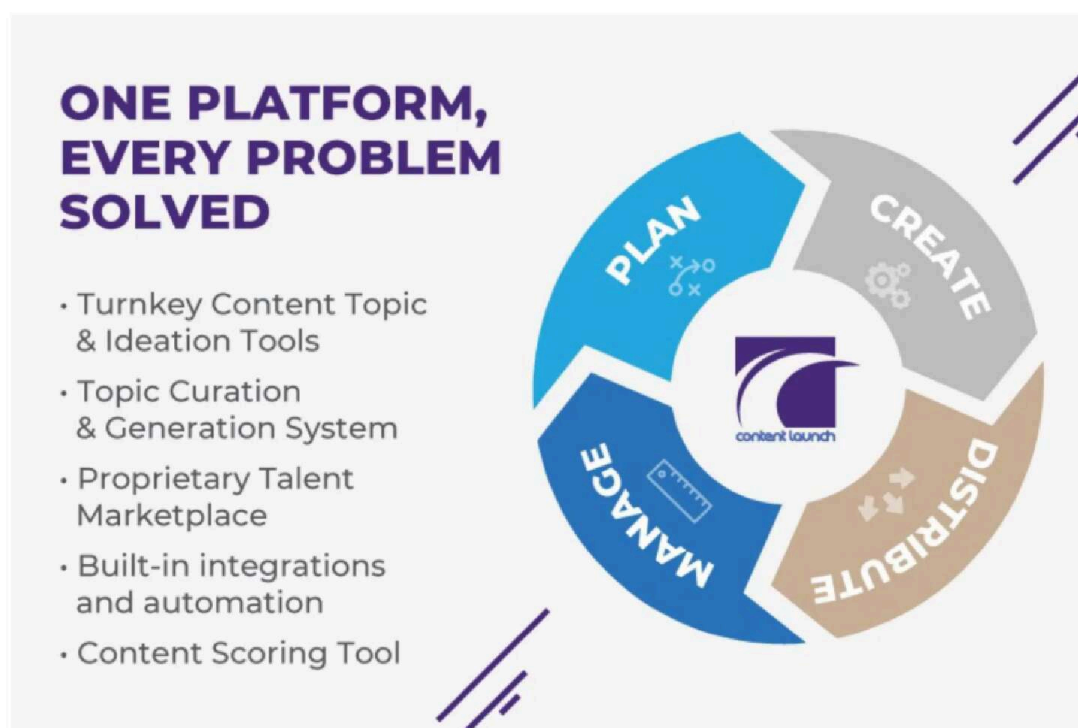 ONE PLATFORM,
EVERY PROBLEM
SOLVED
• Turnkey Content Topic
& Ideation Tools
• Topic Curation
& Generation System
• Proprietary Talent
Marketplace
• Built-in integrations
and automation
• Content Scoring Tool
PLAN
CREATE
DISTRIBUTE
MANAGE
content launch